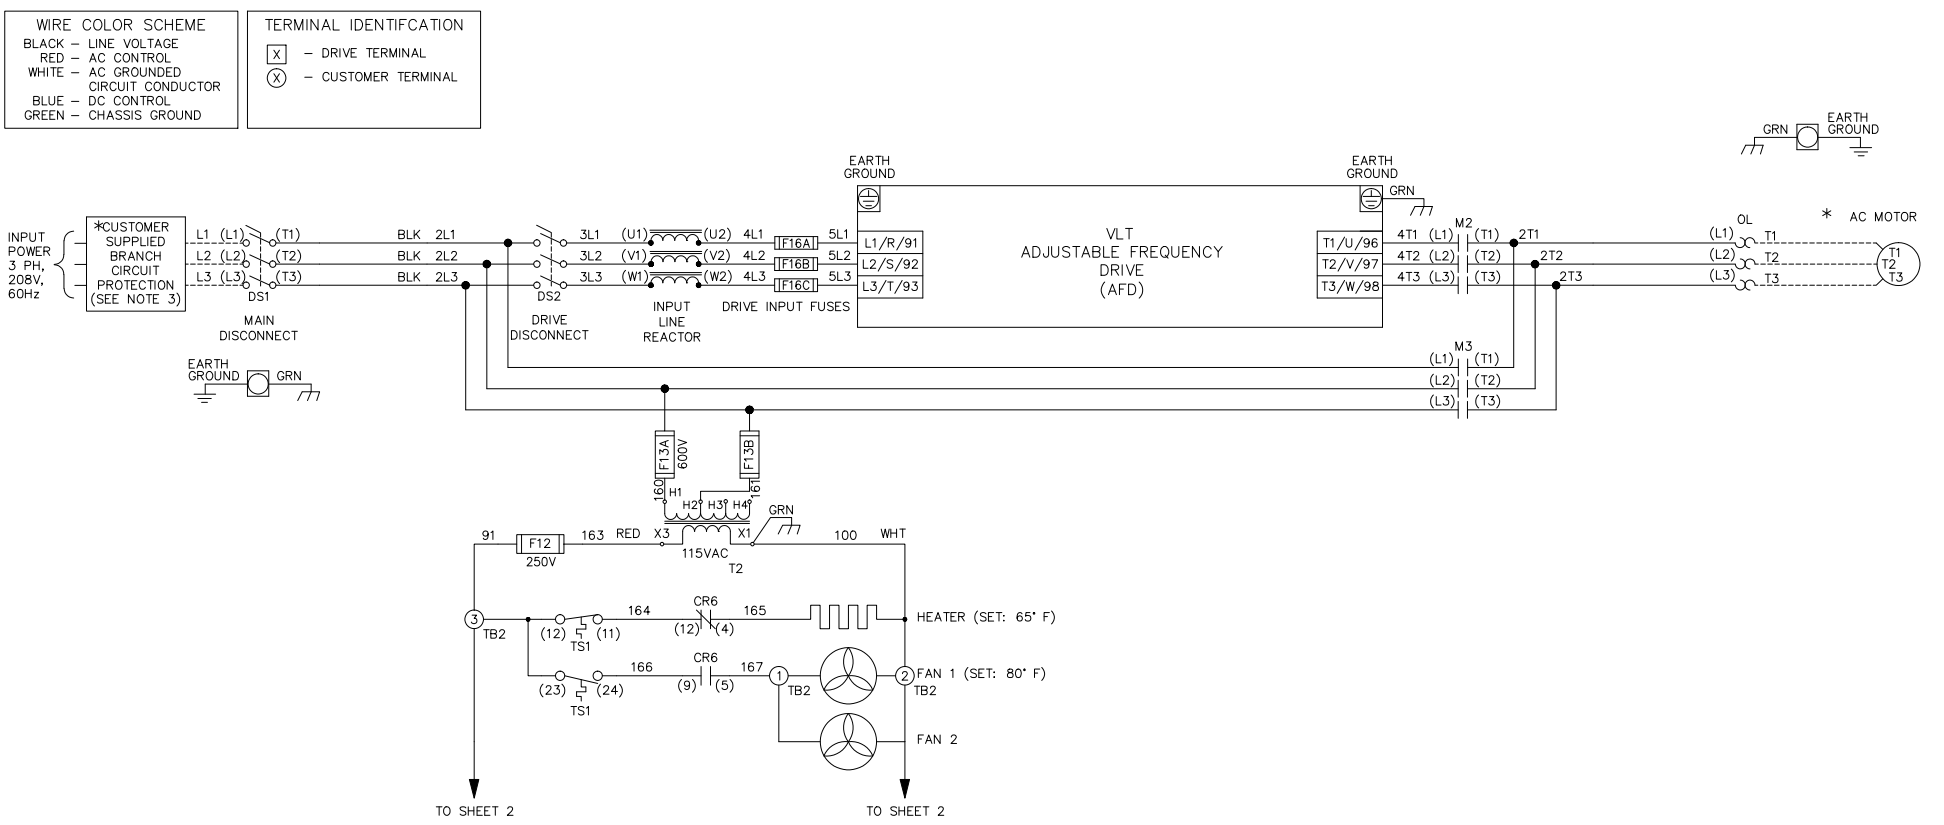 WIRE COLOR SCHEME
BLACK – LINE VOLTAGE
RED – AC CONTROL
WHITE – AC GROUNDED
CIRCUIT CONDUCTOR
BLUE – DC CONTROL
GREEN – CHASSIS GROUND
TERMINAL IDENTIFCATION
X – DRIVE TERMINAL
X – CUSTOMER TERMINAL
GRN
EARTH
GROUND
EARTH
GROUND
EARTH
GROUND
GRN
INPUT
POWER
3 PH,
208V,
60Hz
*CUSTOMER
SUPPLIED
BRANCH
CIRCUIT
PROTECTION
(SEE NOTE 3)
L1 (L1) (T1) BLK 2L1 3L1 (U1) (U2) 4L1 F16A 5L1 L1/R/91
L2 (L2) (T2) BLK 2L2 3L2 (V1) (V2) 4L2 F16B 5L2 L2/S/92
L3 (L3) (T3) BLK 2L3 3L3 (W1) (W2) 4L3 F16C 5L3 L3/T/93
DS1
MAIN
DISCONNECT
DS2
DRIVE
DISCONNECT
INPUT
LINE
REACTOR
DRIVE INPUT FUSES
VLT
ADJUSTABLE FREQUENCY
DRIVE
(AFD)
M2
OL
* AC MOTOR
T1/U/96 4T1 (L1) (T1) 2T1 (L1) T1 T1
T2/V/97 4T2 (L2) (T2) 2T2 (L2) T2 T2
T3/W/98 4T3 (L3) (T3) 2T3 (L3) T3 T3
M3
(L1) (T1)
(L2) (T2)
(L3) (T3)
EARTH
GROUND GRN
F13A
600V
F13B
160
161
H1
H2 H3 H4
GRN
91 F12 163 RED X3 X1 100 WHT
250V
115VAC
T2
3
TB2
164 CR6 165
(12) (11) (12) (4)
TS1
HEATER (SET: 65° F)
166 CR6 167
(23) (24) (9) (5)
TS1
1
TB2
2
TB2
FAN 1 (SET: 80° F)
FAN 2
TO SHEET 2
TO SHEET 2